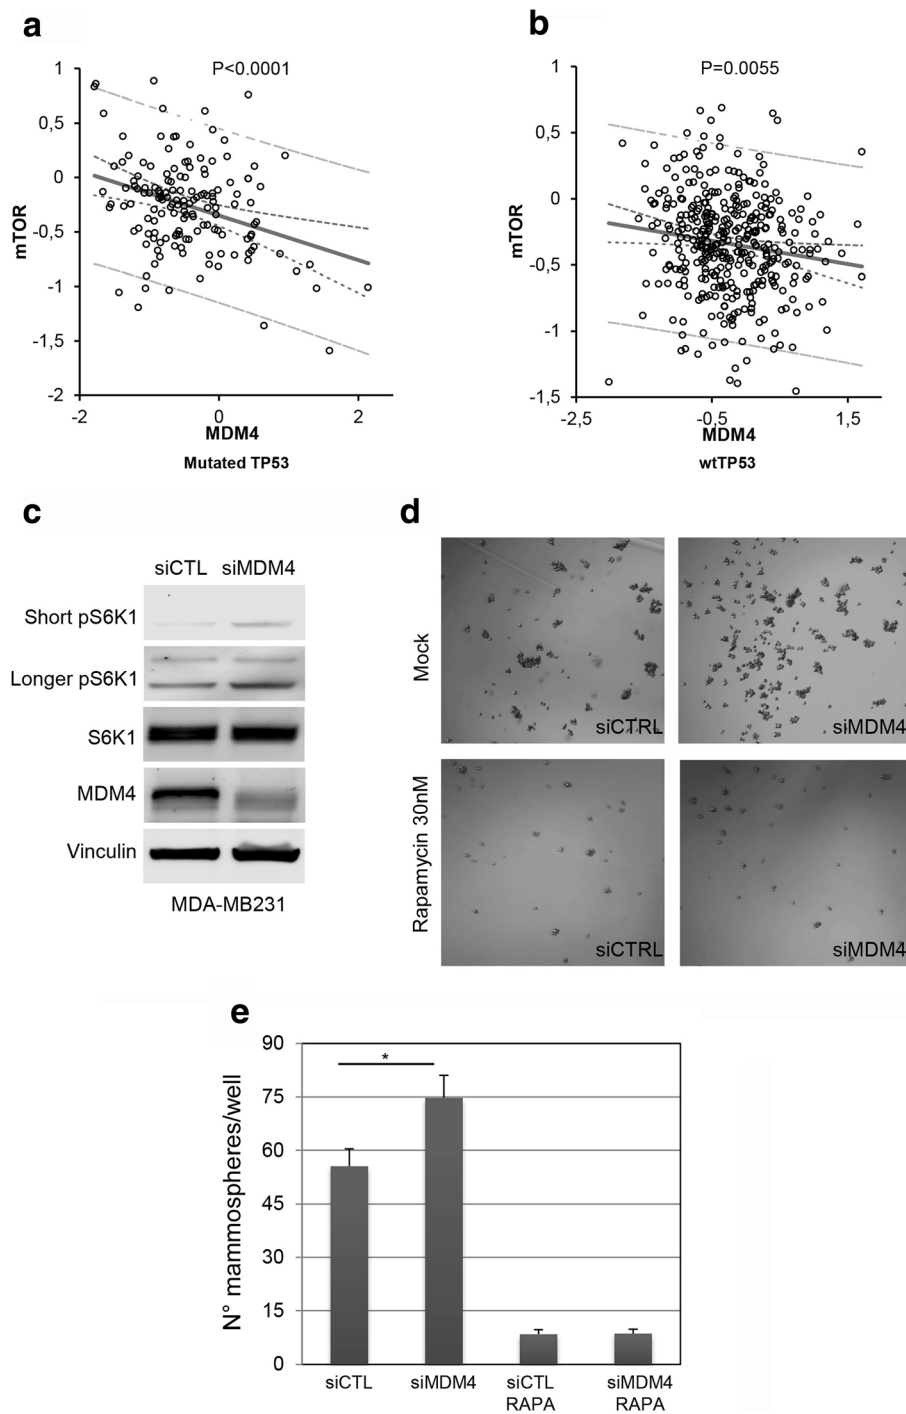 a
P<0.0001
1
0,5
0
-0.5
-1
-1,5
-2
mTOR
-2
0
2
MDM4
Mutated TP53
b
P=0.0055
1
0,5
0
-0.5
-1
-1,5
mTOR
-2,5
-0,5
1,5
MDM4
wtTP53
c
siCTL siMDM4
Short pS6K1
Longer pS6K1
S6K1
MDM4
Vinculin
MDA-MB231
d
Mock
siCTRL
siMDM4
Rapamycin 30nM
siCTRL
siMDM4
e
N° mammospheres/well
90
75
60
45
30
15
0
*
siCTL
siMDM4
siCTL
RAPA
siMDM4
RAPA